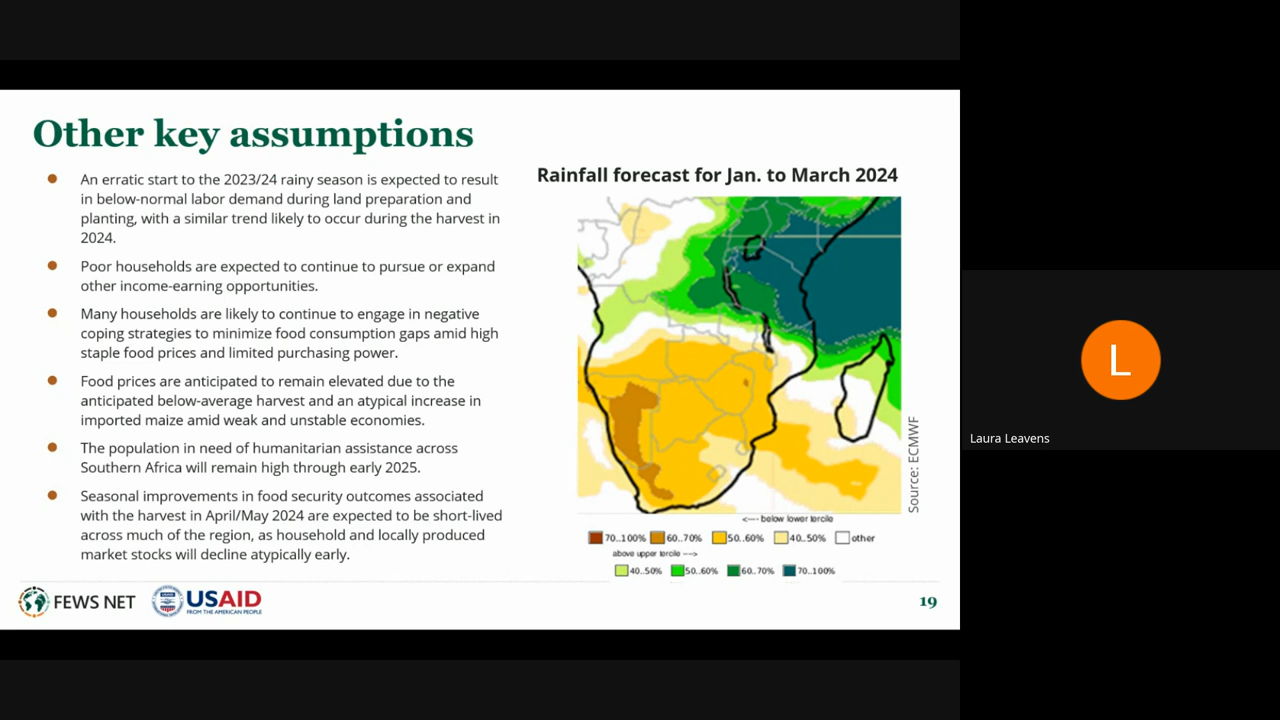 Other key assumptions
An erratic start to the 2023/24 rainy season is expected to result
in below-normal labor demand during land preparation and
planting, with a similar trend likely to occur during the harvest in
2024.
Poor households are expected to continue to pursue or expand
other income-earning opportunities.
Many households are likely to continue to engage in negative
coping strategies to minimize food consumption gaps amid high
staple food prices and limited purchasing power.
Food prices are anticipated to remain elevated due to the
anticipated below-average harvest and an atypical increase in
imported maize amid weak and unstable economies.
The population in need of humanitarian assistance across
Southern Africa will remain high through early 2025.
Seasonal improvements in food security outcomes associated
with the harvest in April/May 2024 are expected to be short-lived
across much of the region, as household and locally produced
market stocks will decline atypically early.
Rainfall forecast for Jan. to March 2024
Source: ECMWF
<---- below lower tercile
70..100% 60..70% 50..60% 40..50% other
above upper tercile --->
40..50% 50..60% 60..70% 70..100%
FEWS NET
USAID
FROM THE AMERICAN PEOPLE
19
L
Laura Leavens